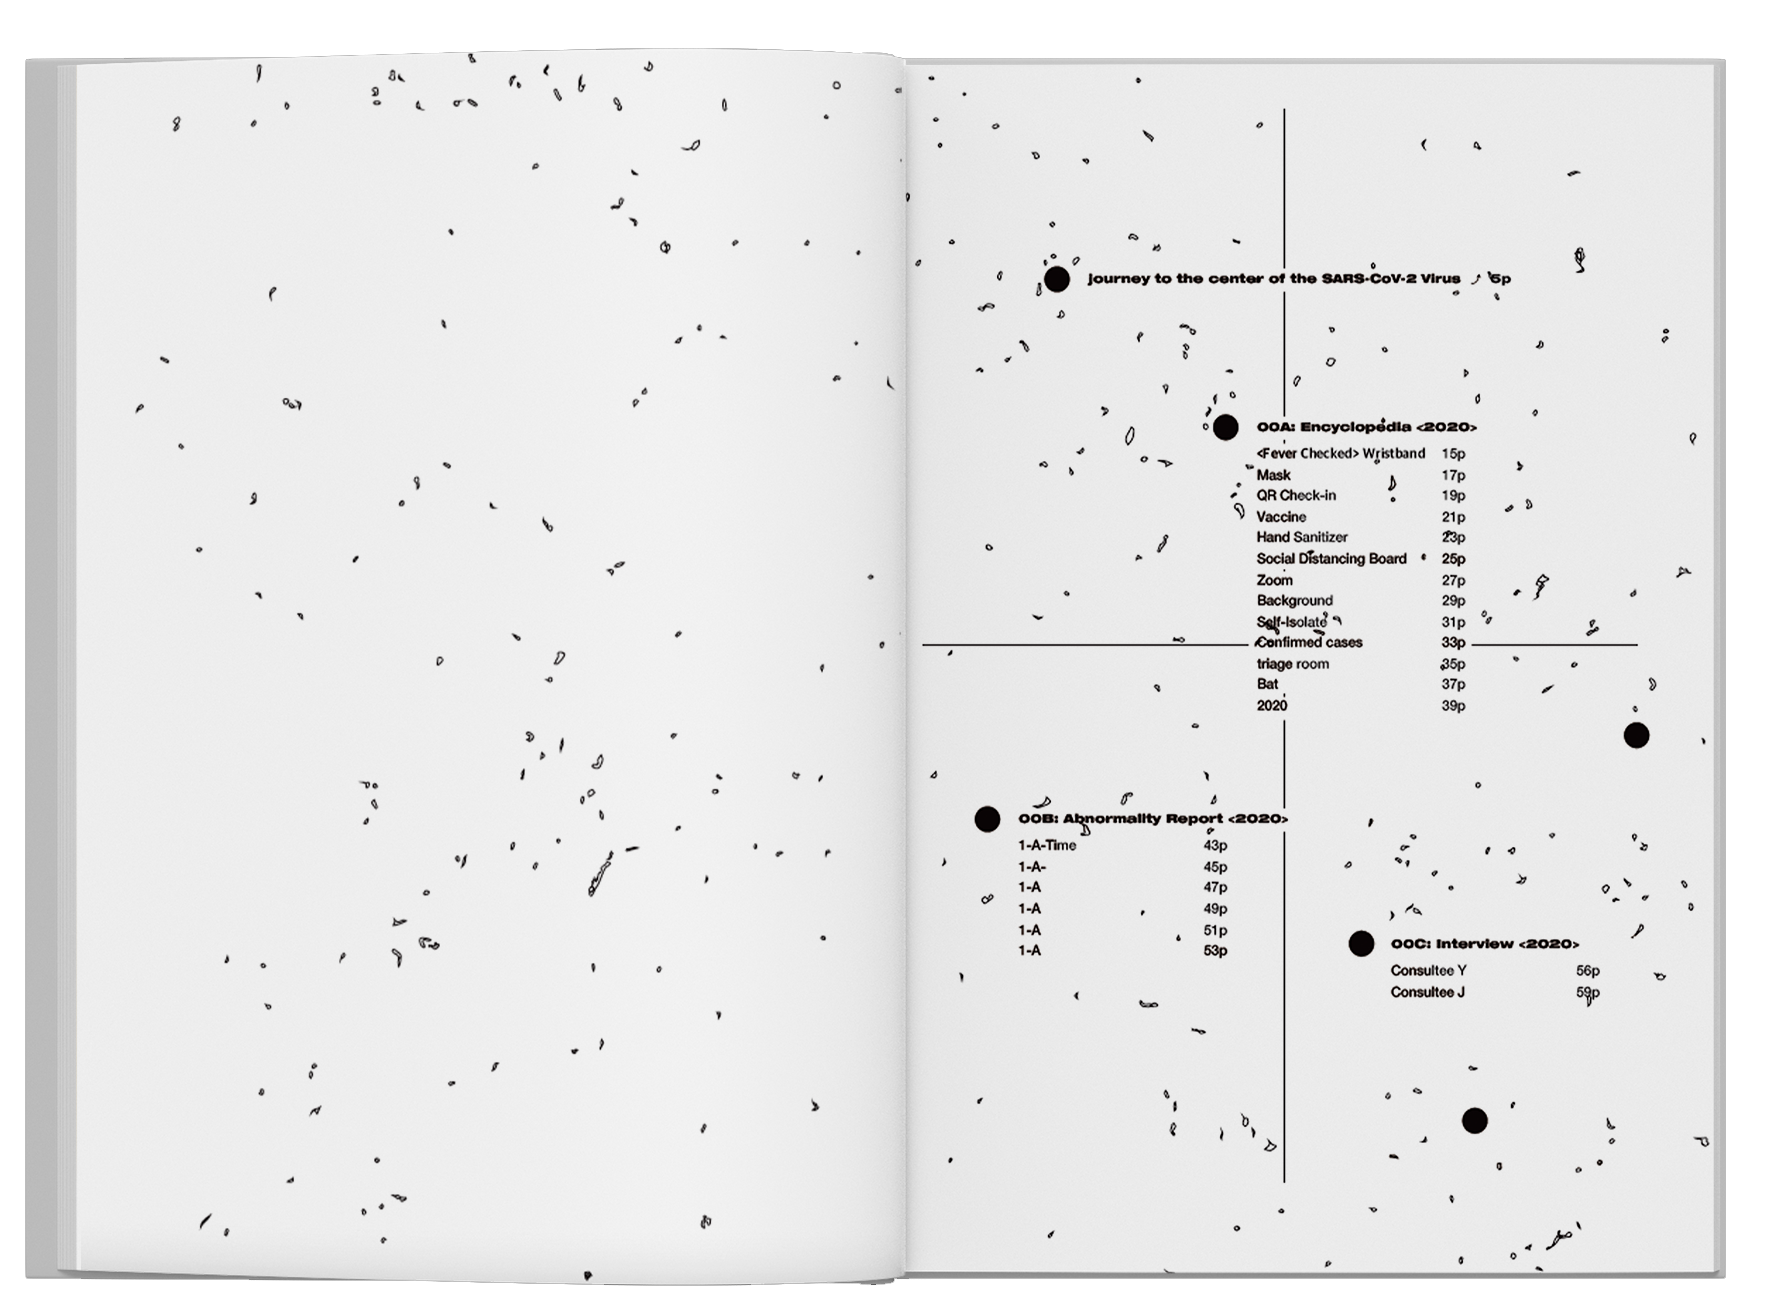 journey to the center of the SARS-CoV-2 Virus 5p
00A: Encyclopedia <2020>
<Fever Checked> Wristband 15p
Mask 17p
QR Check-in 19p
Vaccine 21p
Hand Sanitizer 23p
Social Distancing Board 25p
Zoom 27p
Background 29p
Self-Isolate 31p
Confirmed cases 33p
triage room 35p
Bat 37p
2020 39p
00B: Abnormality Report <2020>
1-A-Time 43p
1-A- 45p
1-A 47p
1-A 49p
1-A 51p
1-A 53p
00C: Interview <2020>
Consultee Y 56p
Consultee J 59p